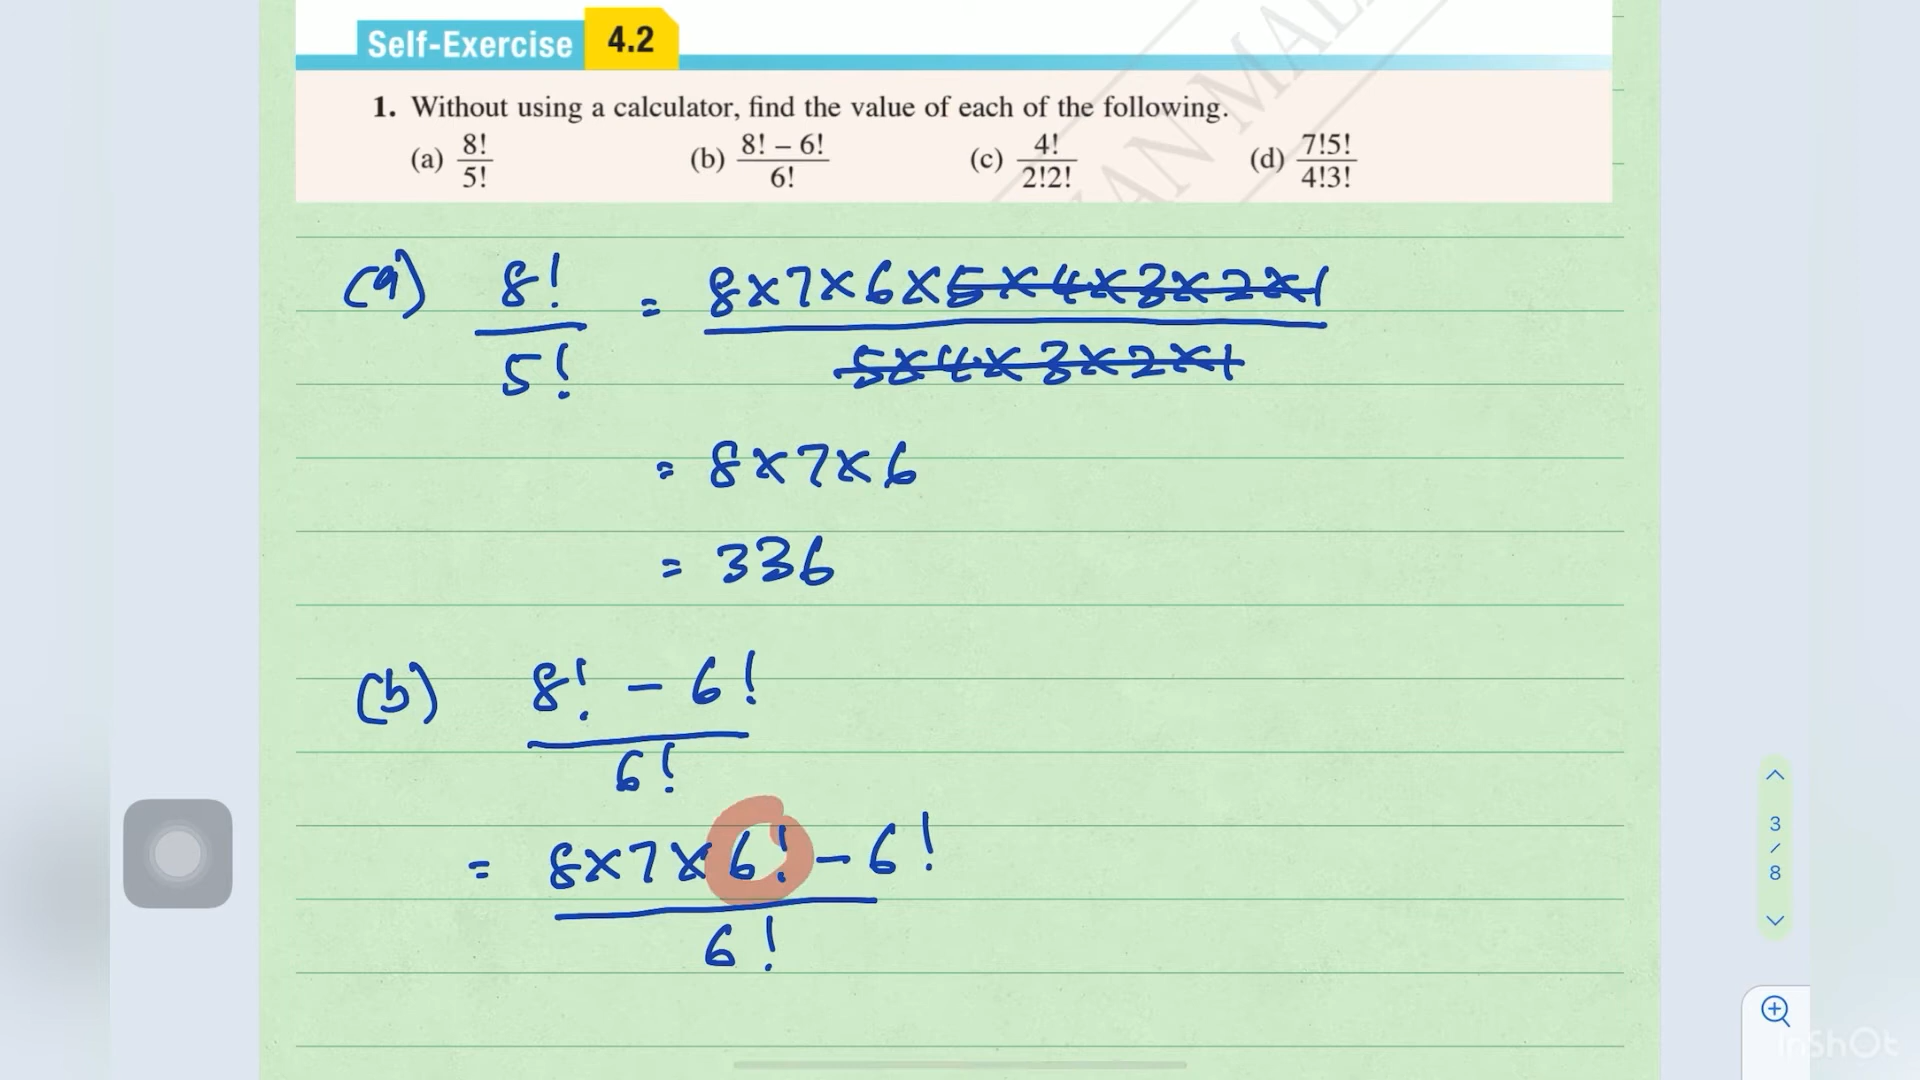 Self-Exercise 4.2
1. Without using a calculator, find the value of each of the following.
(a) 8!/5! (b) 8! – 6!/6! (c) 4!/2!2! (d) 7!5!/4!3!
(a) 8!/5! = 8×7×6×5×4×3×2×1/5×4×3×2×1
= 8×7×6
= 336
(b) 8! – 6!/6!
= 8×7×6! – 6!/6!
3
/
8
InShOt